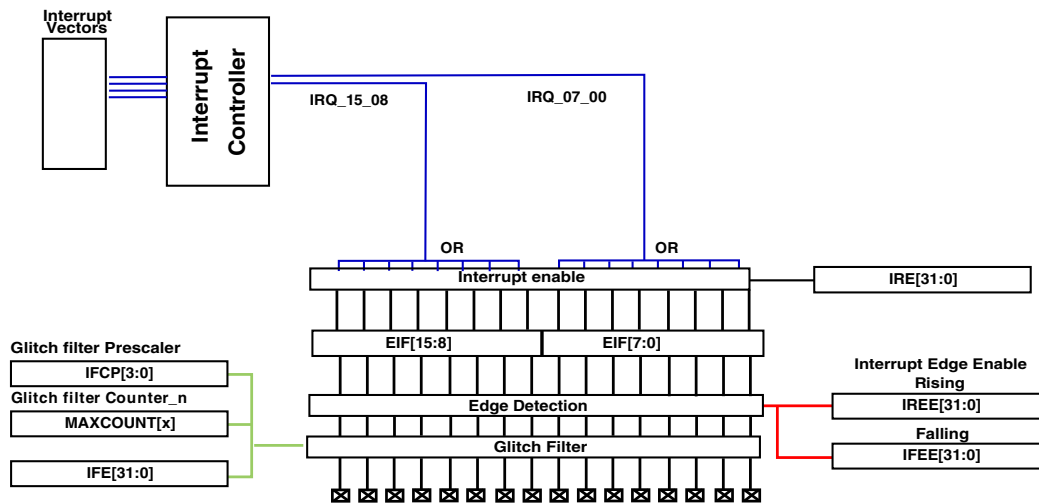 Interrupt
Vectors
Interrupt
Controller
IRQ_15_08
IRQ_07_00
OR
OR
Interrupt enable
IRE[31:0]
EIF[15:8]
EIF[7:0]
Glitch filter Prescaler
IFCP[3:0]
Glitch filter Counter_n
MAXCOUNT[x]
IFE[31:0]
Edge Detection
Glitch Filter
Interrupt Edge Enable
Rising
IREE[31:0]
Falling
IFEE[31:0]